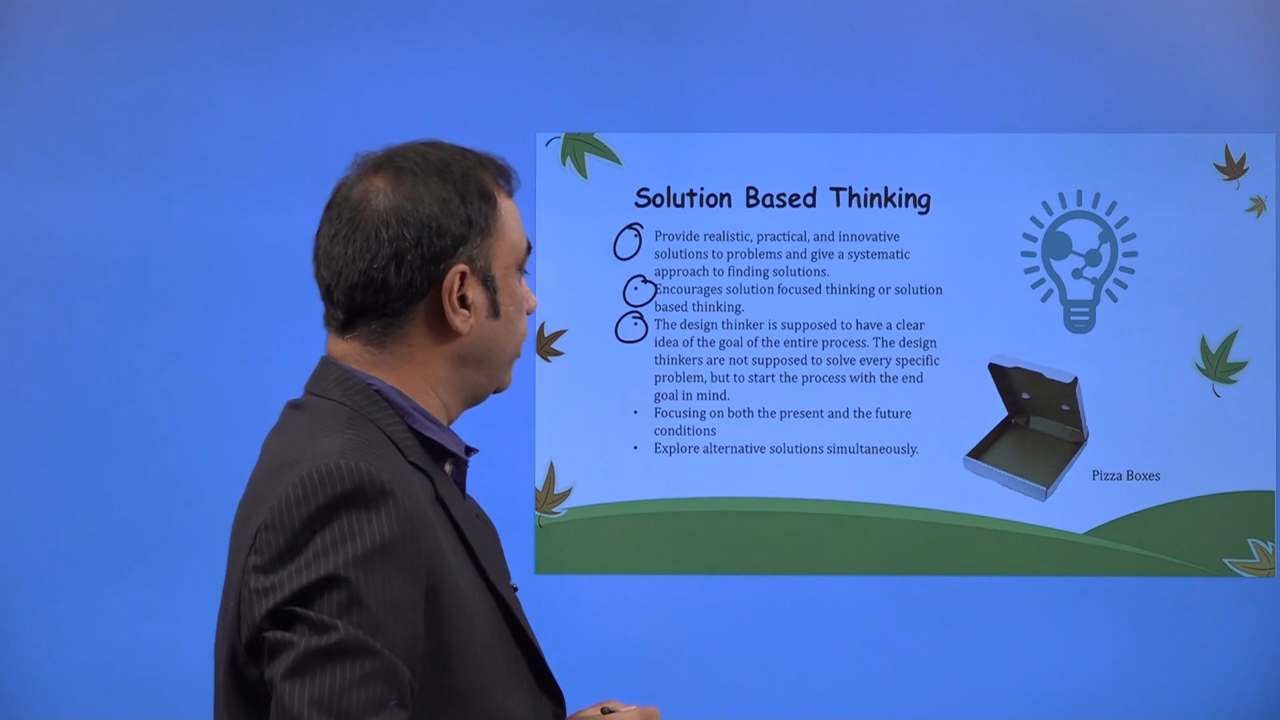 Solution Based Thinking
Provide realistic, practical, and innovative
solutions to problems and give a systematic
approach to finding solutions.
Encourages solution focused thinking or solution
based thinking.
The design thinker is supposed to have a clear
idea of the goal of the entire process. The design
thinkers are not supposed to solve every specific
problem, but to start the process with the end
goal in mind.
• Focusing on both the present and the future
conditions
• Explore alternative solutions simultaneously.
Pizza Boxes